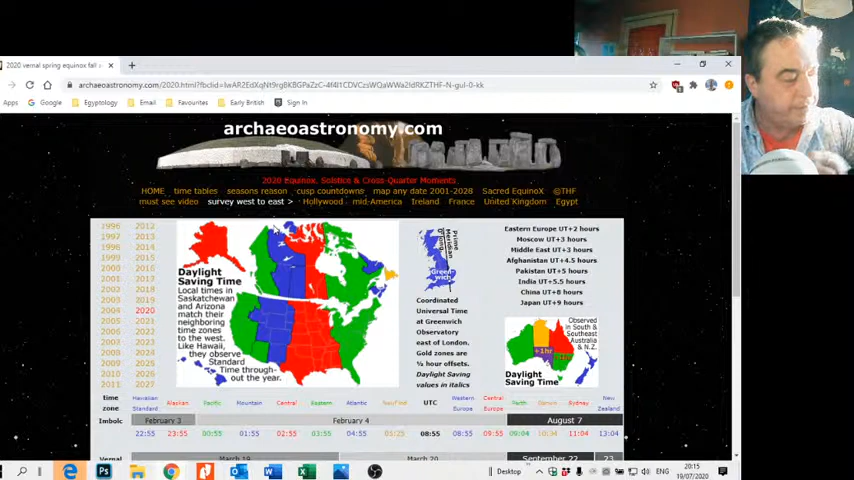 2020 vernal spring equinox fall
archaeoastronomy.com/2020.html?fbclid=
Apps Egyptology Email Favourites Early British Sign In
archaeoastronomy.com
2020 Equinox, Solstice & Cross-Quarter Moments
HOME time tables seasons reason cusp countdowns map any date 2001-2028 Sacred EquinoX ©THF
must see video survey west to east > Hollywood mid-America Ireland France United Kingdom Egypt
1996 2012
1997 2013
1998 2014
1999 2015
2000 2016
2001 2017
2002 2018
2003 2019
2004 2020
2005 2021
2006 2022
2007 2023
2008 2024
2009 2025
2010 2026
2011 2027
Daylight
Saving Time
Local times in
Saskatchewan
and Arizona
match their
neighboring
time zones
to the west.
Like Hawaii,
they observe
Standard
Time through-
out the year.
Prime
Meridian
0° long
Green-
wich
Coordinated
Universal Time
at Greenwich
Observatory
east of London.
Gold zones are
½ hour offsets.
Daylight Saving
values in italics
Eastern Europe UT+2 hours
Moscow UT+3 hours
Middle East UT+3 hours
Afghanistan UT+4.5 hours
Pakistan UT+5 hours
India UT+5.5 hours
China UT+8 hours
Japan UT+9 hours
Observed
in South &
Southeast
Australia
& N.Z.
+1hr
Daylight
Saving Time
time zone Hawaiian Standard Alaskan Pacific Mountain Central Eastern Atlantic NewFnd UTC Western Europe Central Europe Perth Darwin Sydney New Zealand
Imbolc February 3 February 4 August 7
22:55 23:55 00:55 01:55 02:55 03:55 04:55 05:25 08:55 08:55 09:55 11:04 13:04
Vernal March 19 March 20 September 22 23
Desktop
20:15
19/07/2020